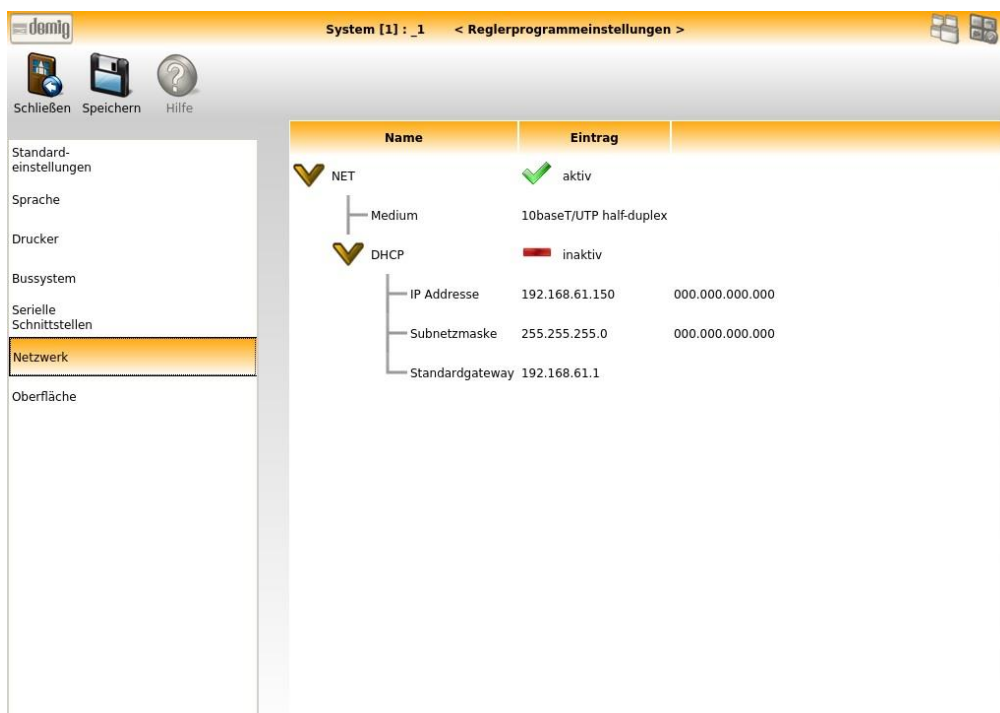 demig
System [1] : _1 < Reglerprogrammeinstellungen >
Schließen Speichern Hilfe
Standard-
einstellungen
Sprache
Drucker
Bussystem
Serielle
Schnittstellen
Netzwerk
Oberfläche
Name Eintrag
NET aktiv
Medium 10baseT/UTP half-duplex
DHCP inaktiv
IP Addresse 192.168.61.150 000.000.000.000
Subnetzmaske 255.255.255.0 000.000.000.000
Standardgateway 192.168.61.1